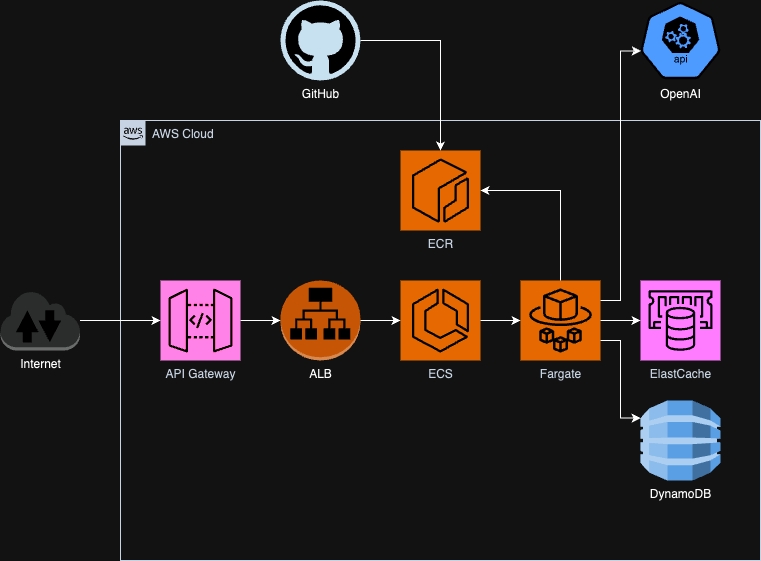 api
GitHub
OpenAI
aws
AWS Cloud
ECR
</>
Internet
API Gateway
ALB
ECS
Fargate
ElastCache
DynamoDB